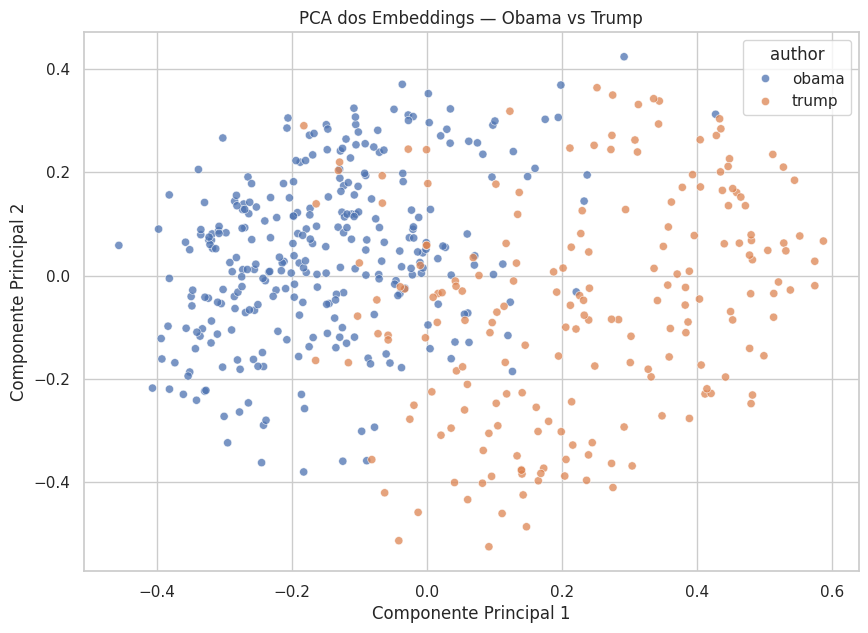 PCA dos Embeddings — Obama vs Trump
author
obama
trump
Componente Principal 2
0.4
0.2
0.0
−0.2
−0.4
−0.4
−0.2
0.0
0.2
0.4
0.6
Componente Principal 1